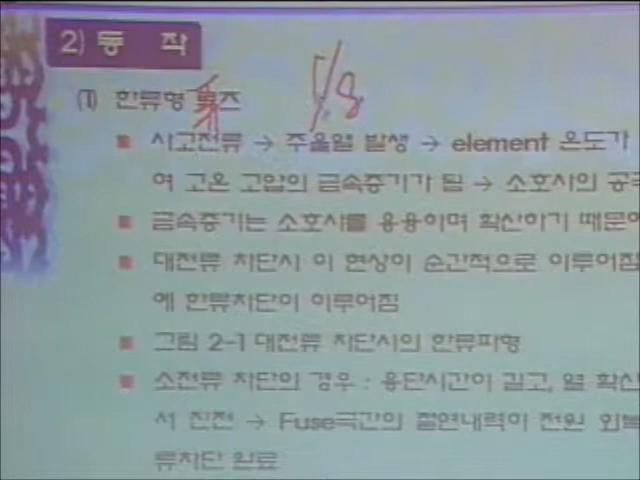 2) 동 작
(1) 한류형 퓨즈
■ 사고전류 → 주울열 발생 → element 온도가
여 고온 고압의 금속증기가 됨 → 소호사의 공
■ 금속증기는 소호사를 용융이며 확산하기 때문에
■ 대전류 차단시 이 현상이 순간적으로 이루어짐
에 한류차단이 이루어짐
■ 그림 2-1 대전류 차단시의 한류파형
■ 소전류 차단의 경우 : 용단시간이 길고, 열 확산
서 진전 → Fuse극간의 절연내력이 전원 회복
류차단 완료